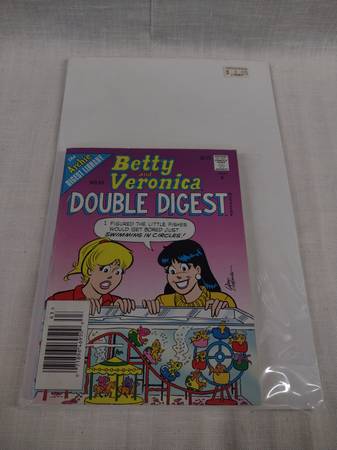 The Archie
DIGEST LIBRARY
Betty
and
Veronica
DOUBLE DIGEST
I FIGURED THE LITTLE FISHES
WOULD GET BORED JUST
SWIMMING IN CIRCLES!